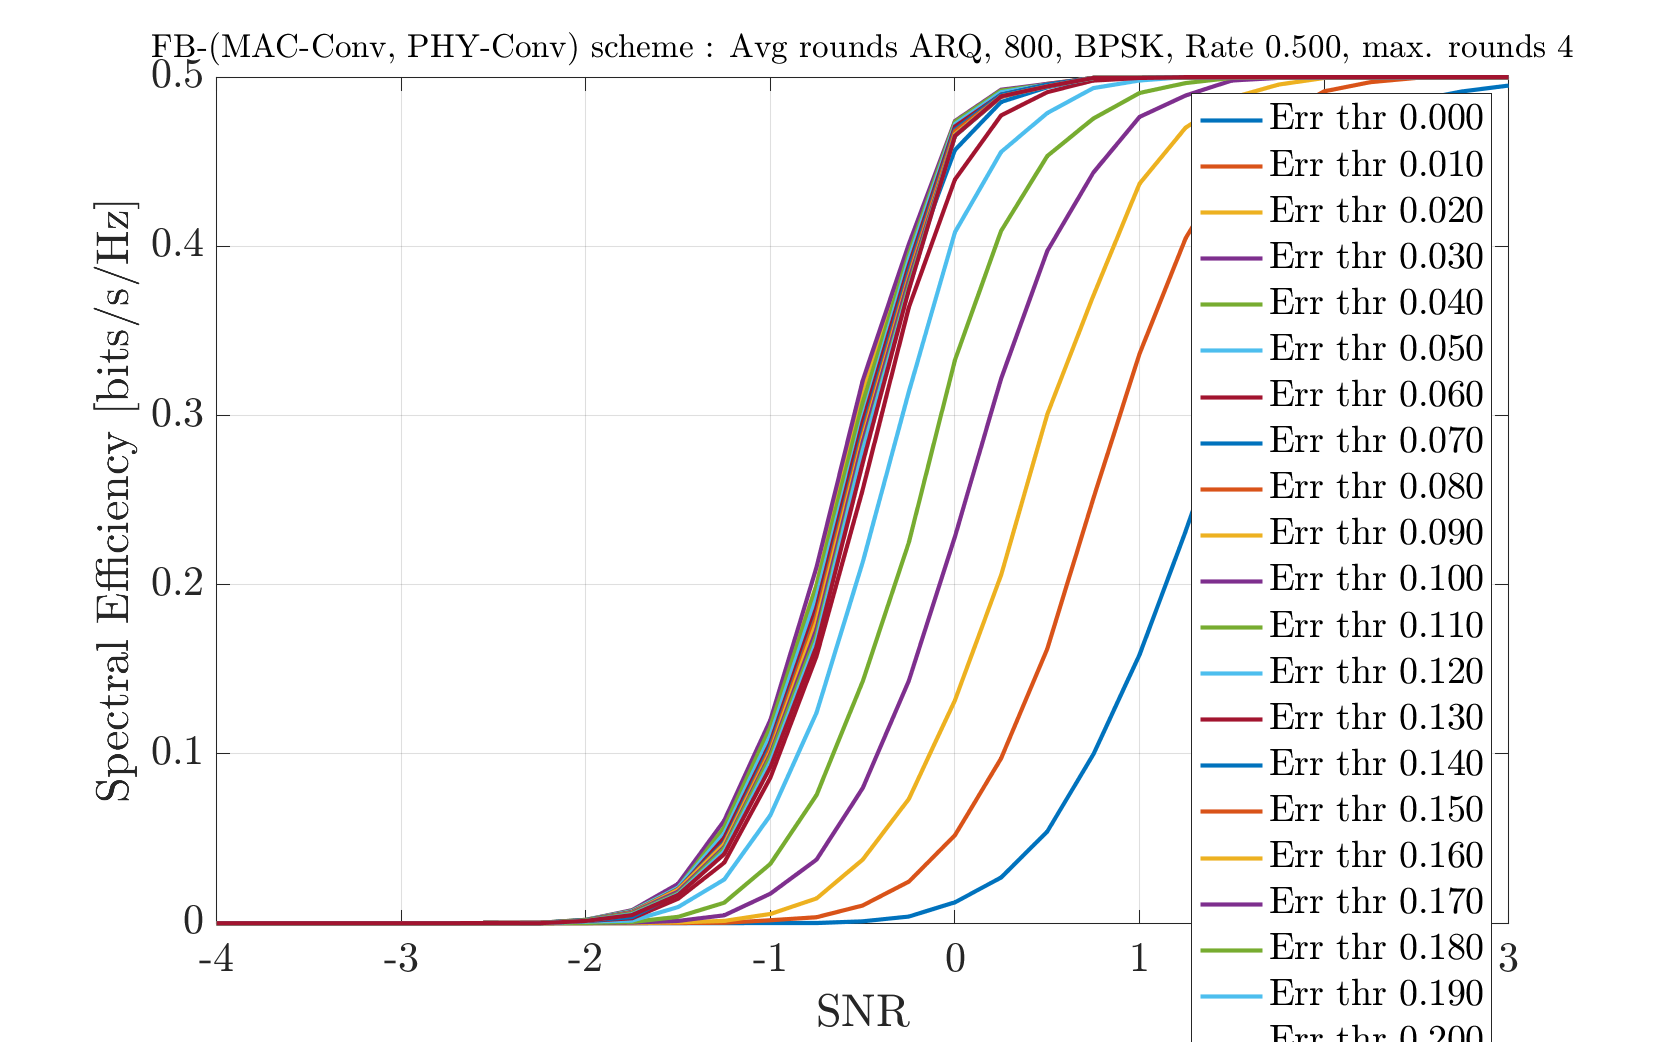 FB-(MAC-Conv, PHY-Conv) scheme : Avg rounds ARQ, 800, BPSK, Rate 0.500, max. rounds 4
Spectral Efficiency [bits/s/Hz]
0.5
0.4
0.3
0.2
0.1
0
-4 -3 -2 -1 0 1 3
SNR
Err thr 0.000
Err thr 0.010
Err thr 0.020
Err thr 0.030
Err thr 0.040
Err thr 0.050
Err thr 0.060
Err thr 0.070
Err thr 0.080
Err thr 0.090
Err thr 0.100
Err thr 0.110
Err thr 0.120
Err thr 0.130
Err thr 0.140
Err thr 0.150
Err thr 0.160
Err thr 0.170
Err thr 0.180
Err thr 0.190
Err thr 0.200